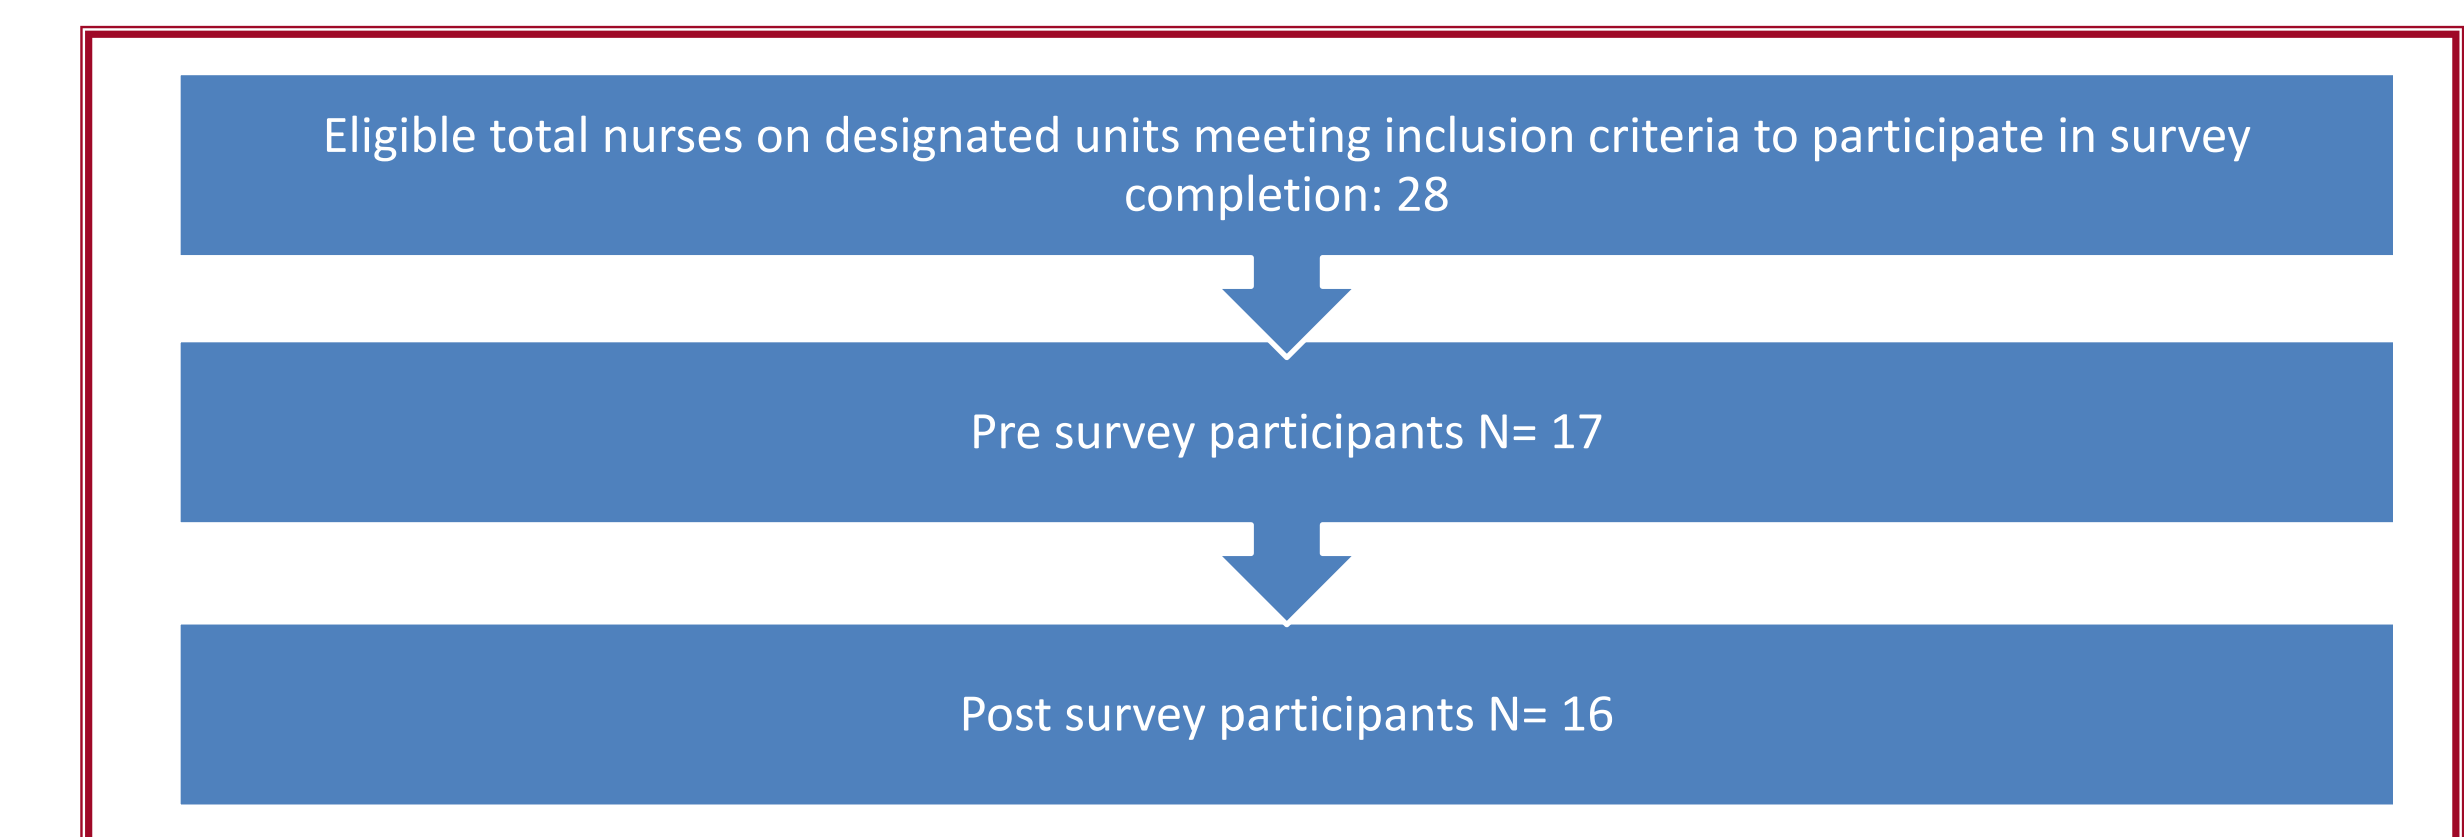 Eligible total nurses on designated units meeting inclusion criteria to participate in survey
completion: 28
Pre survey participants N= 17
Post survey participants N= 16